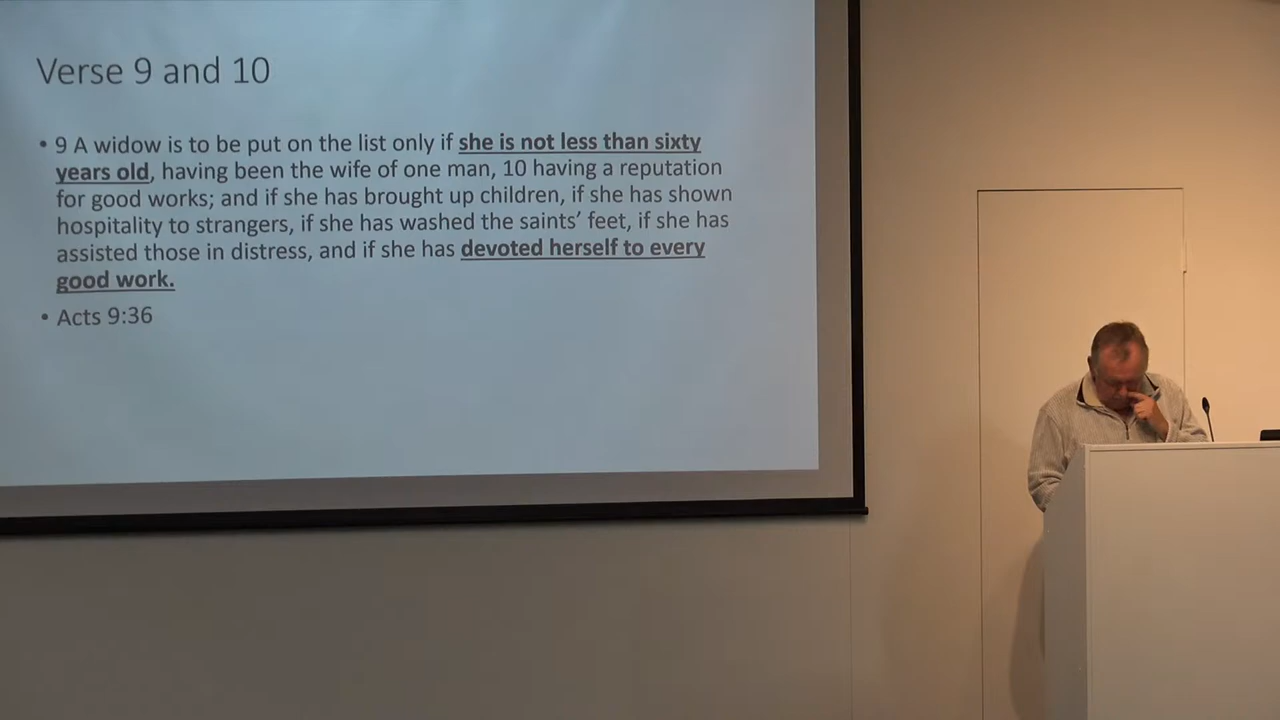 Verse 9 and 10
• 9 A widow is to be put on the list only if she is not less than sixty
years old, having been the wife of one man, 10 having a reputation
for good works; and if she has brought up children, if she has shown
hospitality to strangers, if she has washed the saints’ feet, if she has
assisted those in distress, and if she has devoted herself to every
good work.
• Acts 9:36